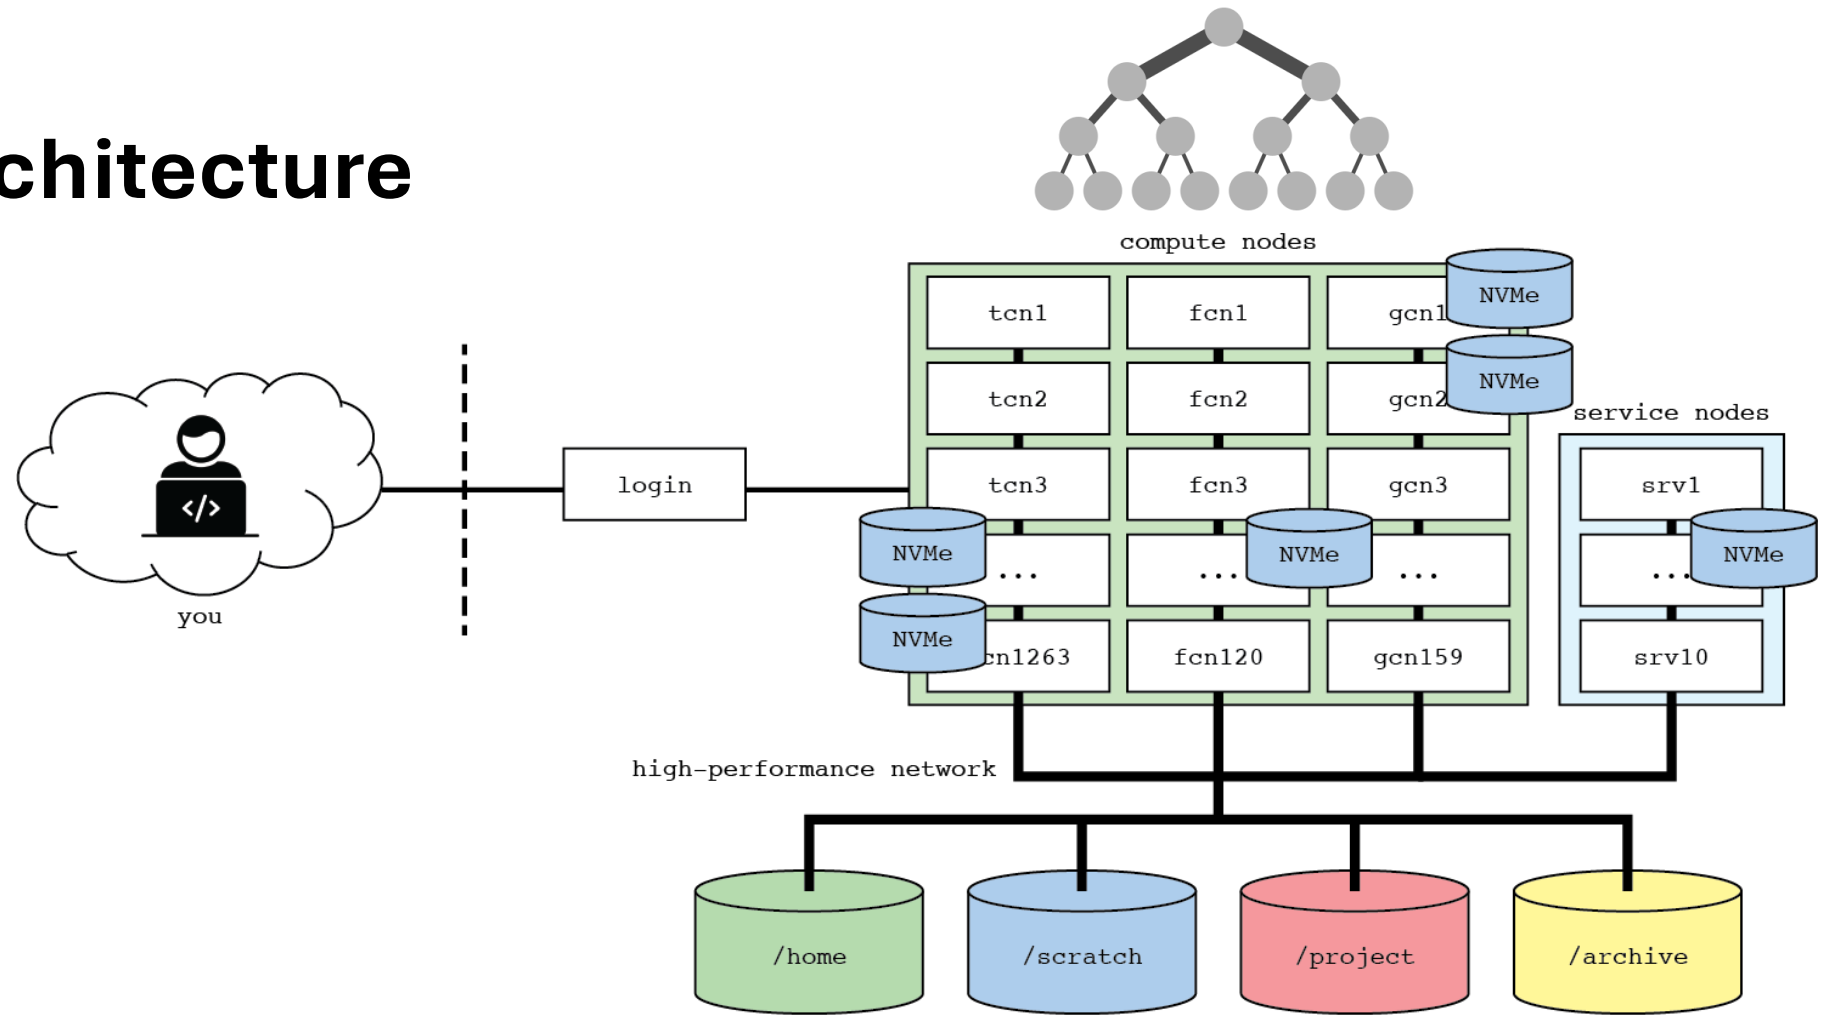 chitecture
compute nodes
tcn1
fcn1
gcn1
NVMe
tcn2
fcn2
gcn2
NVMe
service nodes
login
tcn3
fcn3
gcn3
srv1
</>
NVMe
...
...
NVMe
...
...
NVMe
you
NVMe
cn1263
fcn120
gcn159
srv10
high-performance network
/home
/scratch
/project
/archive